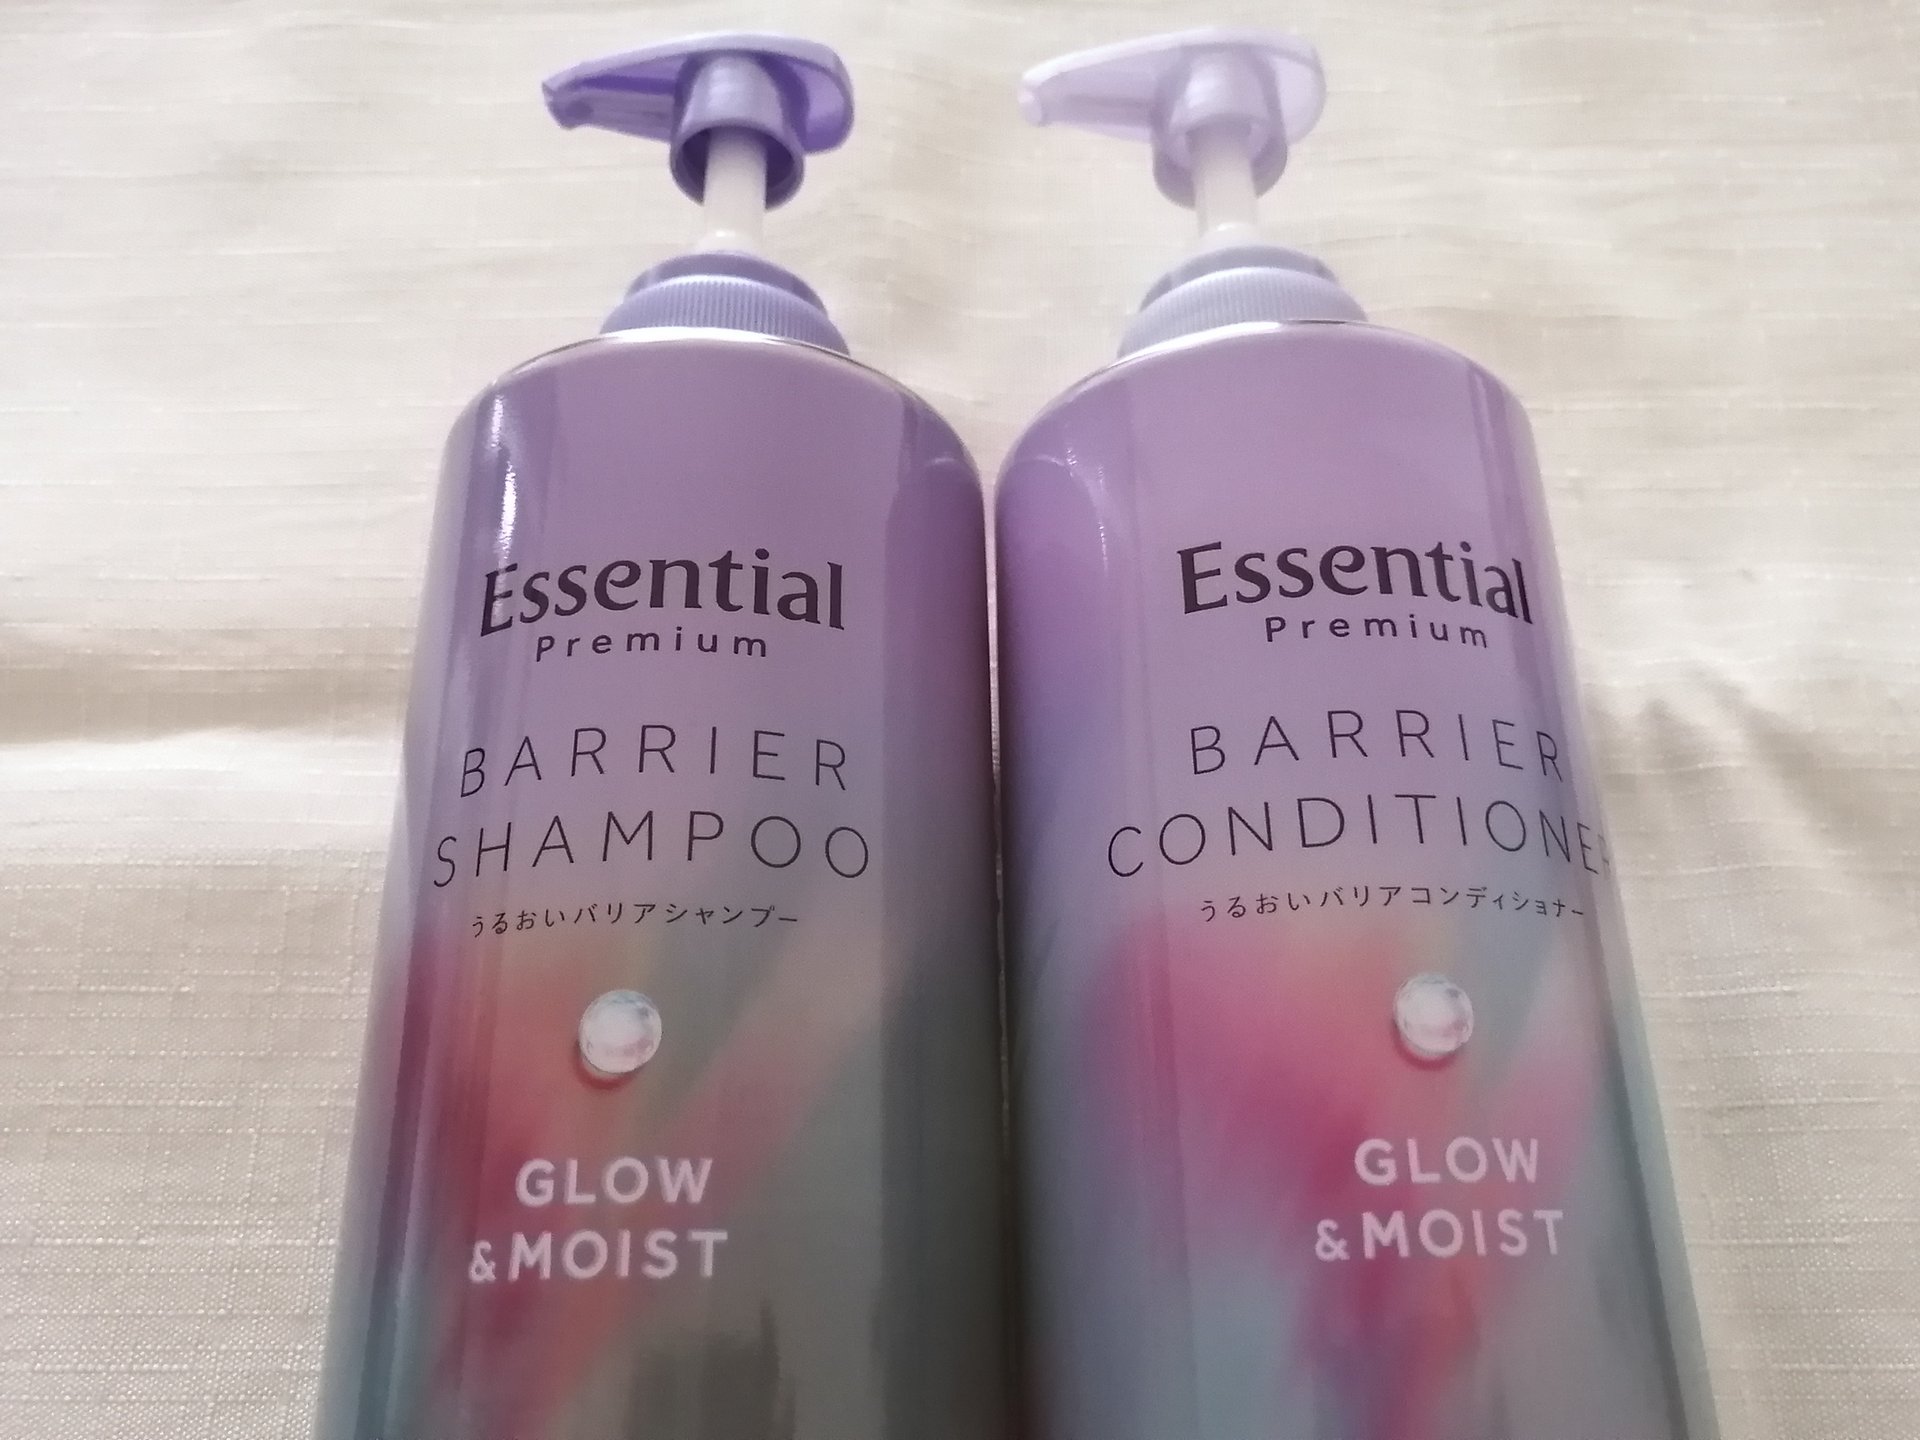 Essential
Premium
BARRIER
SHAMPOO
うるおいバリアシャンプー
GLOW
&MOIST
Essential
Premium
BARRIER
CONDITIONER
うるおいバリアコンディショナー
GLOW
&MOIST